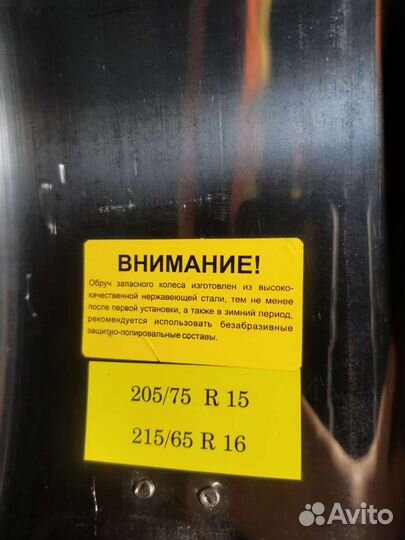 ВНИМАНИЕ!
Обруч запасного колеса изготовлен из высоко-
качественной нержавеющей стали, тем не менее
после первой установки, а также в зимний период,
рекомендуется использовать безабразивные
защитно-полировальные составы.
205/75 R 15
215/65 R 16
Avito